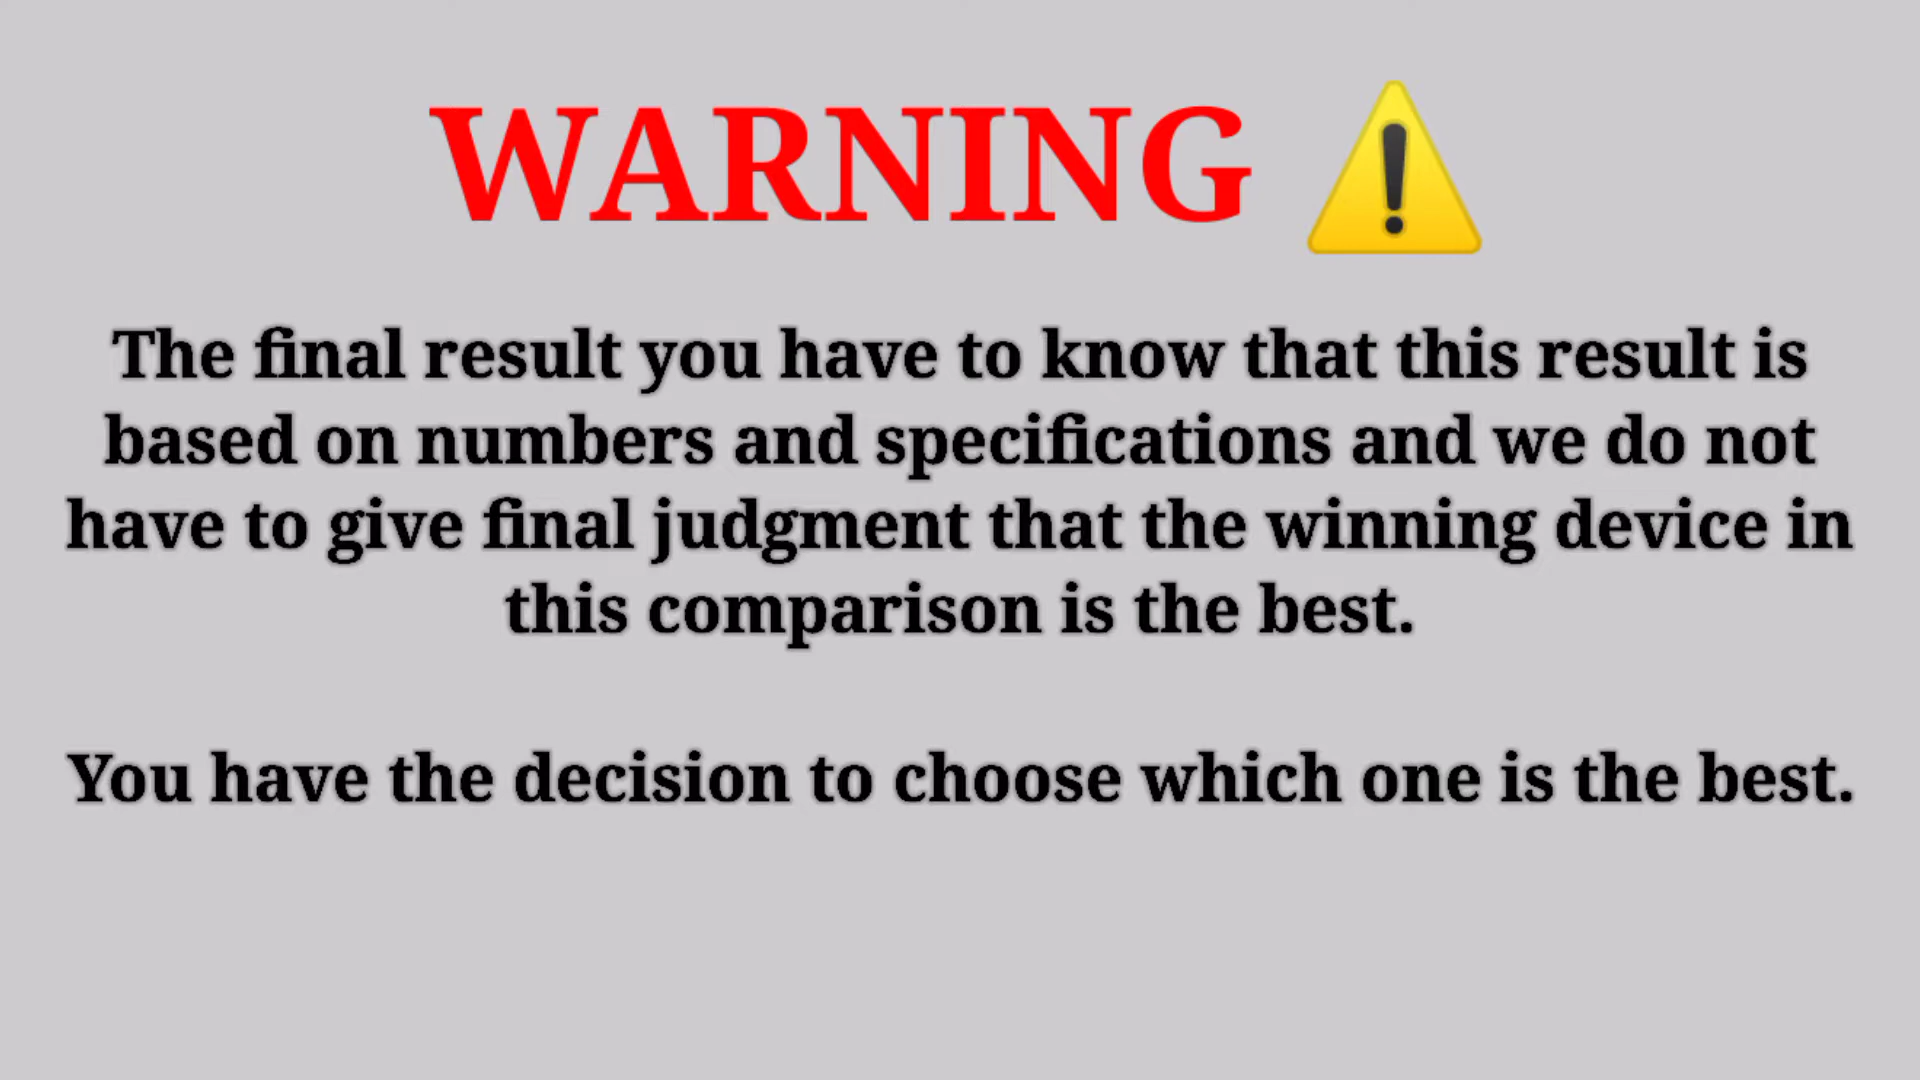 WARNING ⚠️
The final result you have to know that this result is
based on numbers and specifications and we do not
have to give final judgment that the winning device in
this comparison is the best.
You have the decision to choose which one is the best.